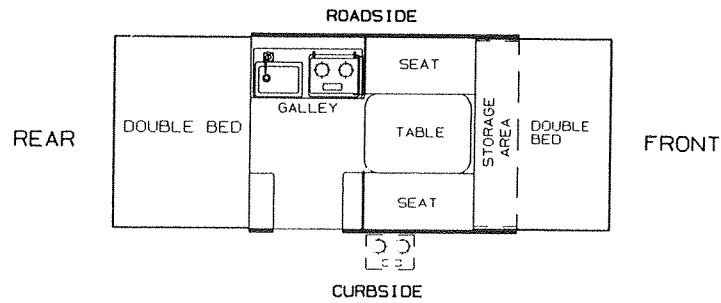 ROADSIDE
SEAT
GALLEY
REAR
DOUBLE BED
TABLE
STORAGE
AREA
DOUBLE
BED
FRONT
SEAT
CURBSIDE